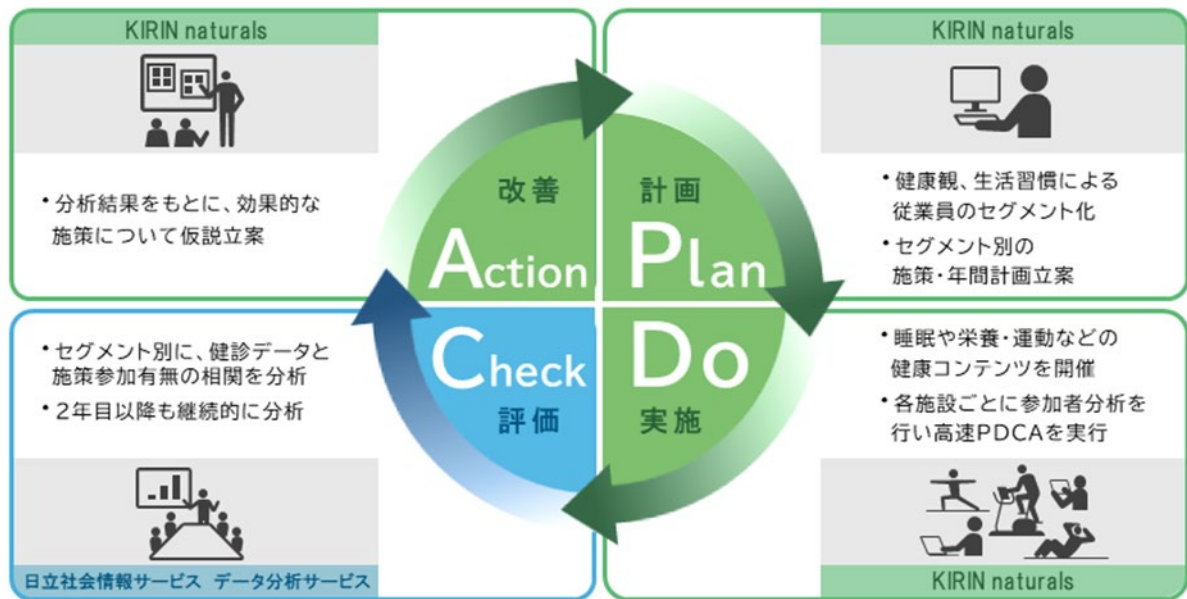 KIRIN naturals
・分析結果をもとに、効果的な
施策について仮説立案
改善
Action
KIRIN naturals
・健康観、生活習慣による
従業員のセグメント化
・セグメント別の
施策・年間計画立案
計画
Plan
・セグメント別に、健診データと
施策参加有無の相関を分析
・2年目以降も継続的に分析
日立社会情報サービス データ分析サービス
Check
評価
Do
実施
・睡眠や栄養・運動などの
健康コンテンツを開催
・各施設ごとに参加者分析を
行い高速PDCAを実行
KIRIN naturals